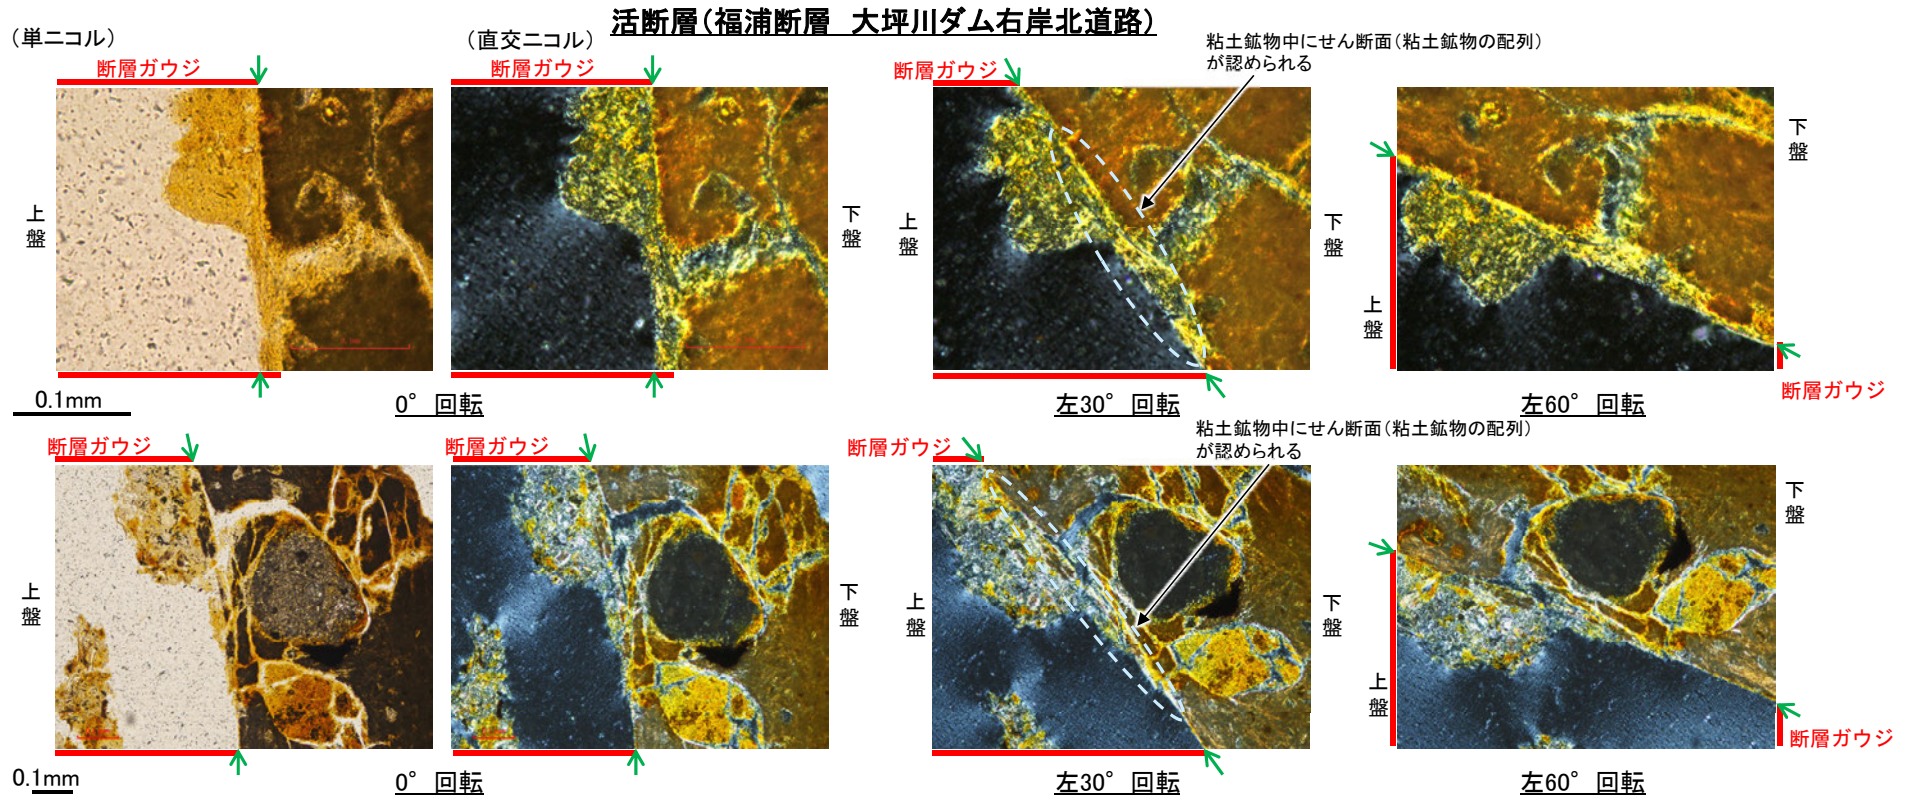 活断層（福浦断層　大坪川ダム右岸北道路）
（単ニコル）
（直交ニコル）
粘土鉱物中にせん断面（粘土鉱物の配列）
が認められる
断層ガウジ
断層ガウジ
断層ガウジ
上盤
下盤
上盤
下盤
上盤
下盤
断層ガウジ
0.1mm
0°回転
左30°回転
左60°回転
粘土鉱物中にせん断面（粘土鉱物の配列）
が認められる
断層ガウジ
断層ガウジ
断層ガウジ
上盤
下盤
上盤
下盤
上盤
下盤
断層ガウジ
0.1mm
0°回転
左30°回転
左60°回転